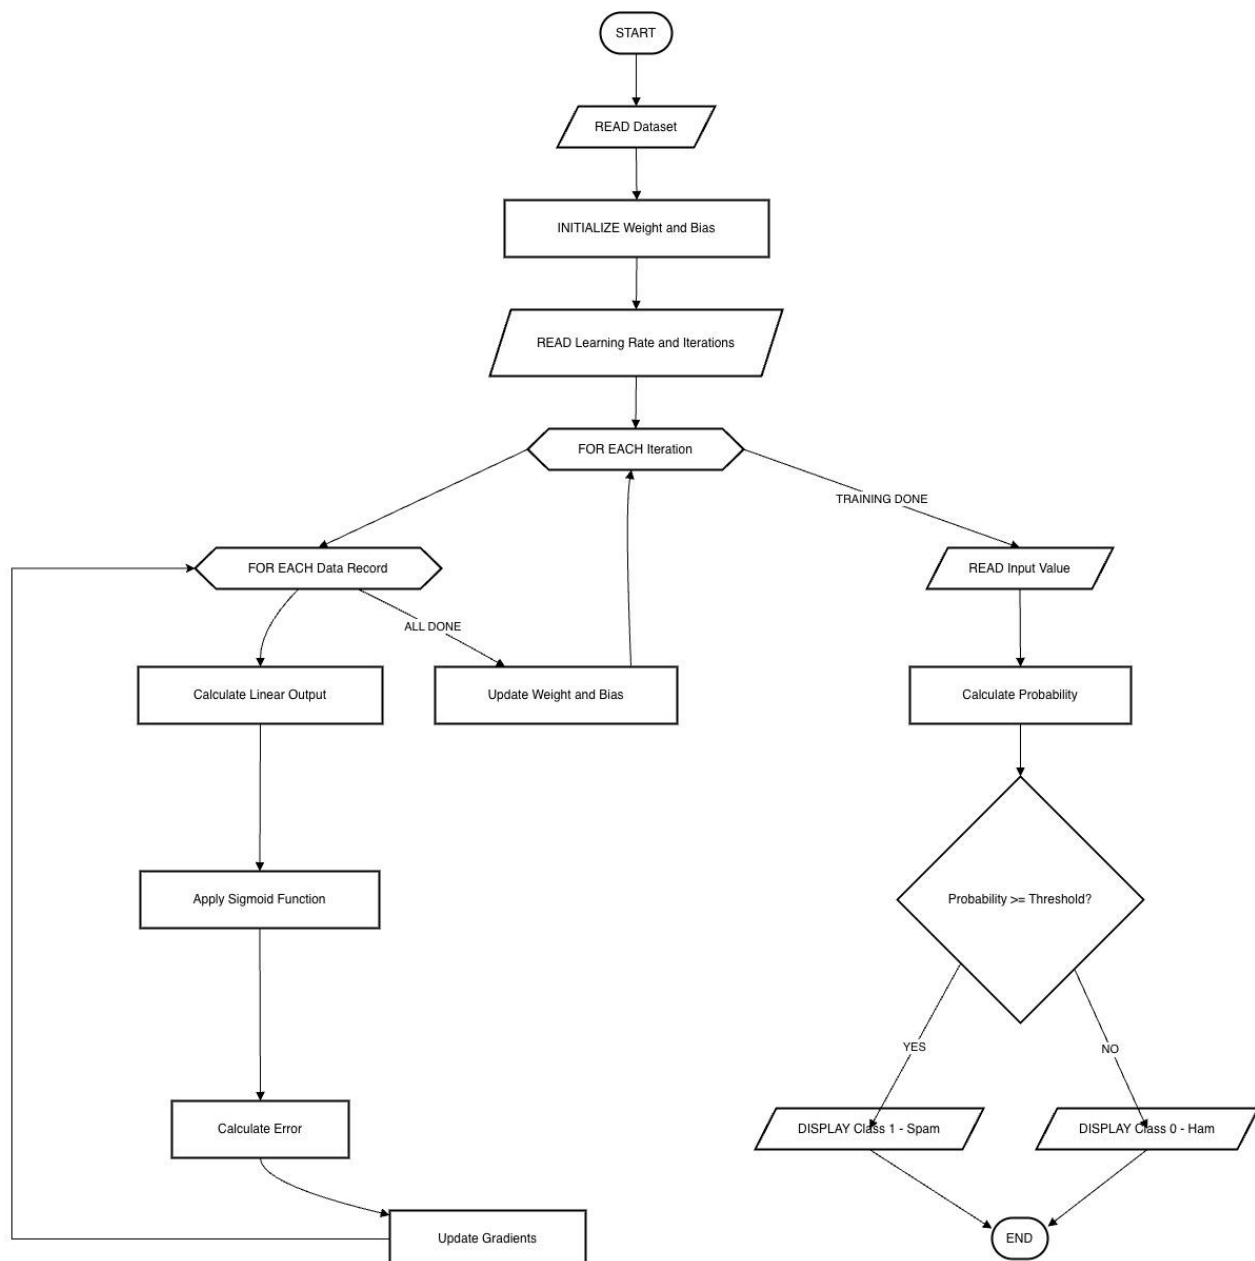 START
READ Dataset
INITIALIZE Weight and Bias
READ Learning Rate and Iterations
FOR EACH Iteration
TRAINING DONE
FOR EACH Data Record
READ Input Value
ALL DONE
Calculate Linear Output
Update Weight and Bias
Calculate Probability
Apply Sigmoid Function
Probability >= Threshold?
YES
NO
Calculate Error
DISPLAY Class 1 - Spam
DISPLAY Class 0 - Ham
Update Gradients
END